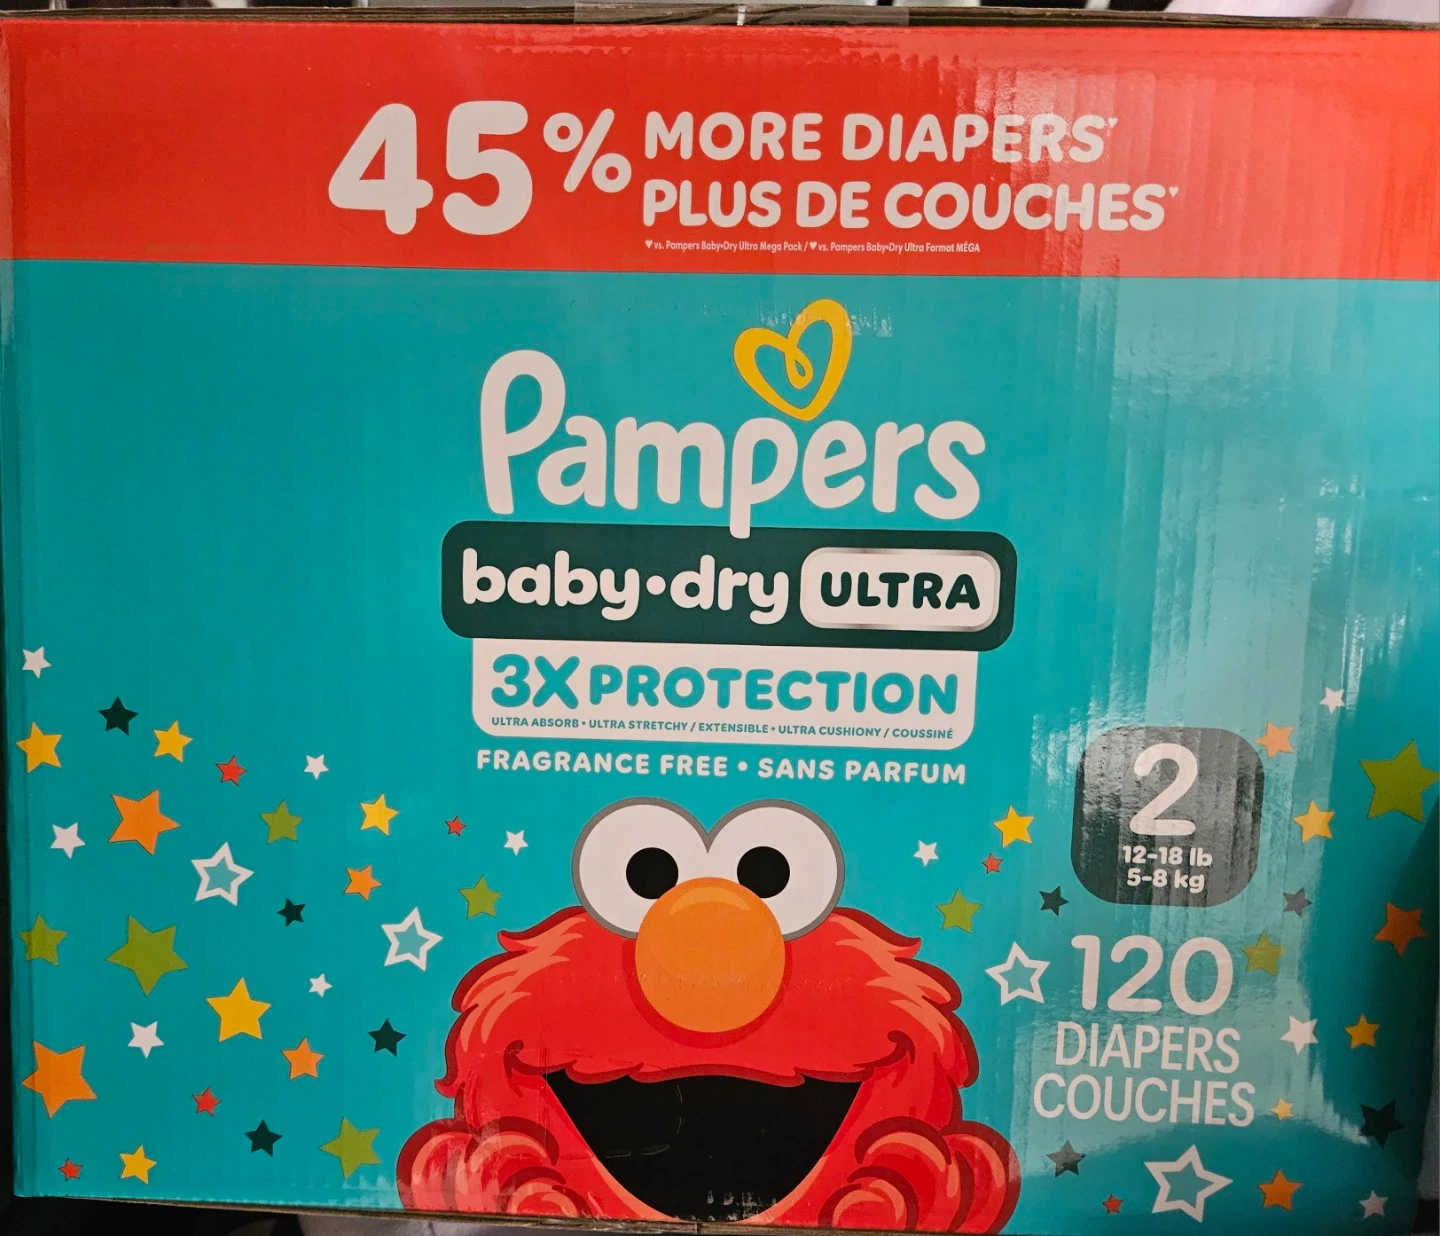 45% MORE DIAPERS♥
PLUS DE COUCHES♥
♥ vs. Pampers Baby•Dry Ultra Mega Pack / ♥ vs. Pampers Baby•Dry Ultra Format MÉGA
Pampers
baby•dry ULTRA
3X PROTECTION
ULTRA ABSORB • ULTRA STRETCHY / EXTENSIBLE • ULTRA CUSHIONY / COUSSINÉ
FRAGRANCE FREE • SANS PARFUM
2
12-18 lb
5-8 kg
120
DIAPERS
COUCHES